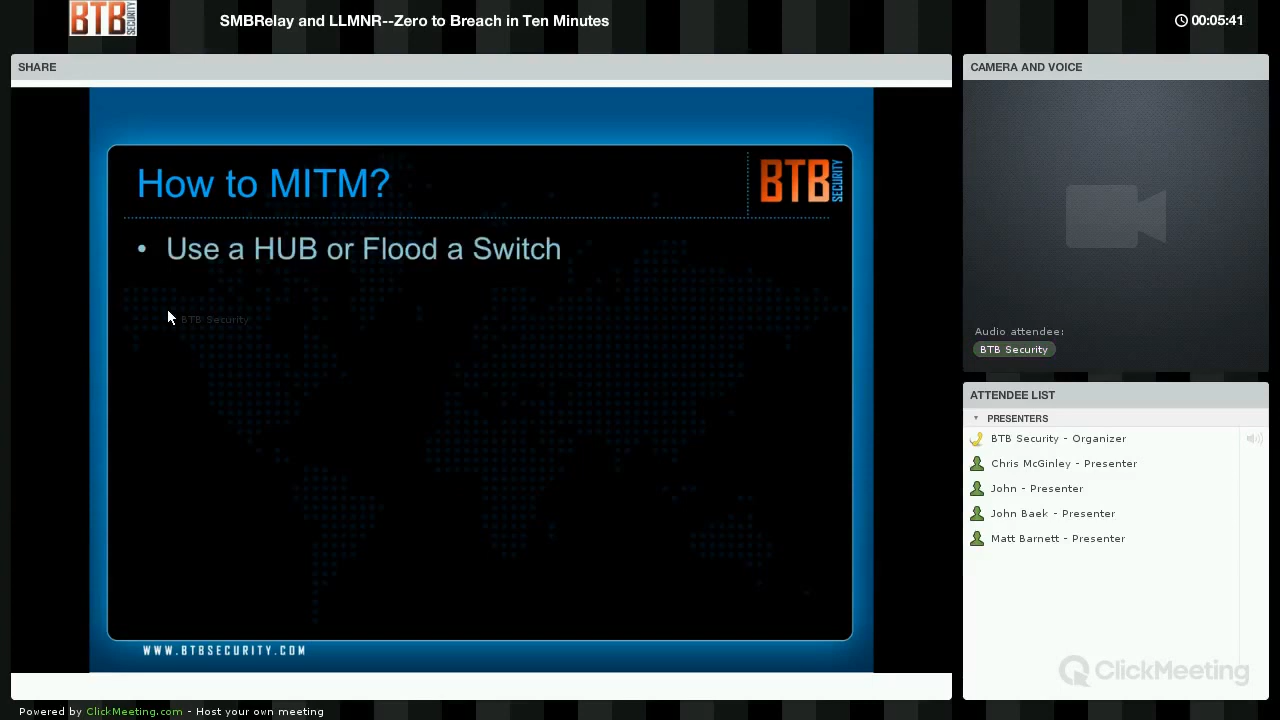 BTB SECURITY
SMBRelay and LLMNR--Zero to Breach in Ten Minutes
00:05:41
SHARE
How to MITM?
BTB SECURITY
• Use a HUB or Flood a Switch
BTB Security
WWW.BTBSECURITY.COM
CAMERA AND VOICE
Audio attendee:
BTB Security
ATTENDEE LIST
PRESENTERS
BTB Security - Organizer
Chris McGinley - Presenter
John - Presenter
John Baek - Presenter
Matt Barnett - Presenter
ClickMeeting
Powered by ClickMeeting.com - Host your own meeting